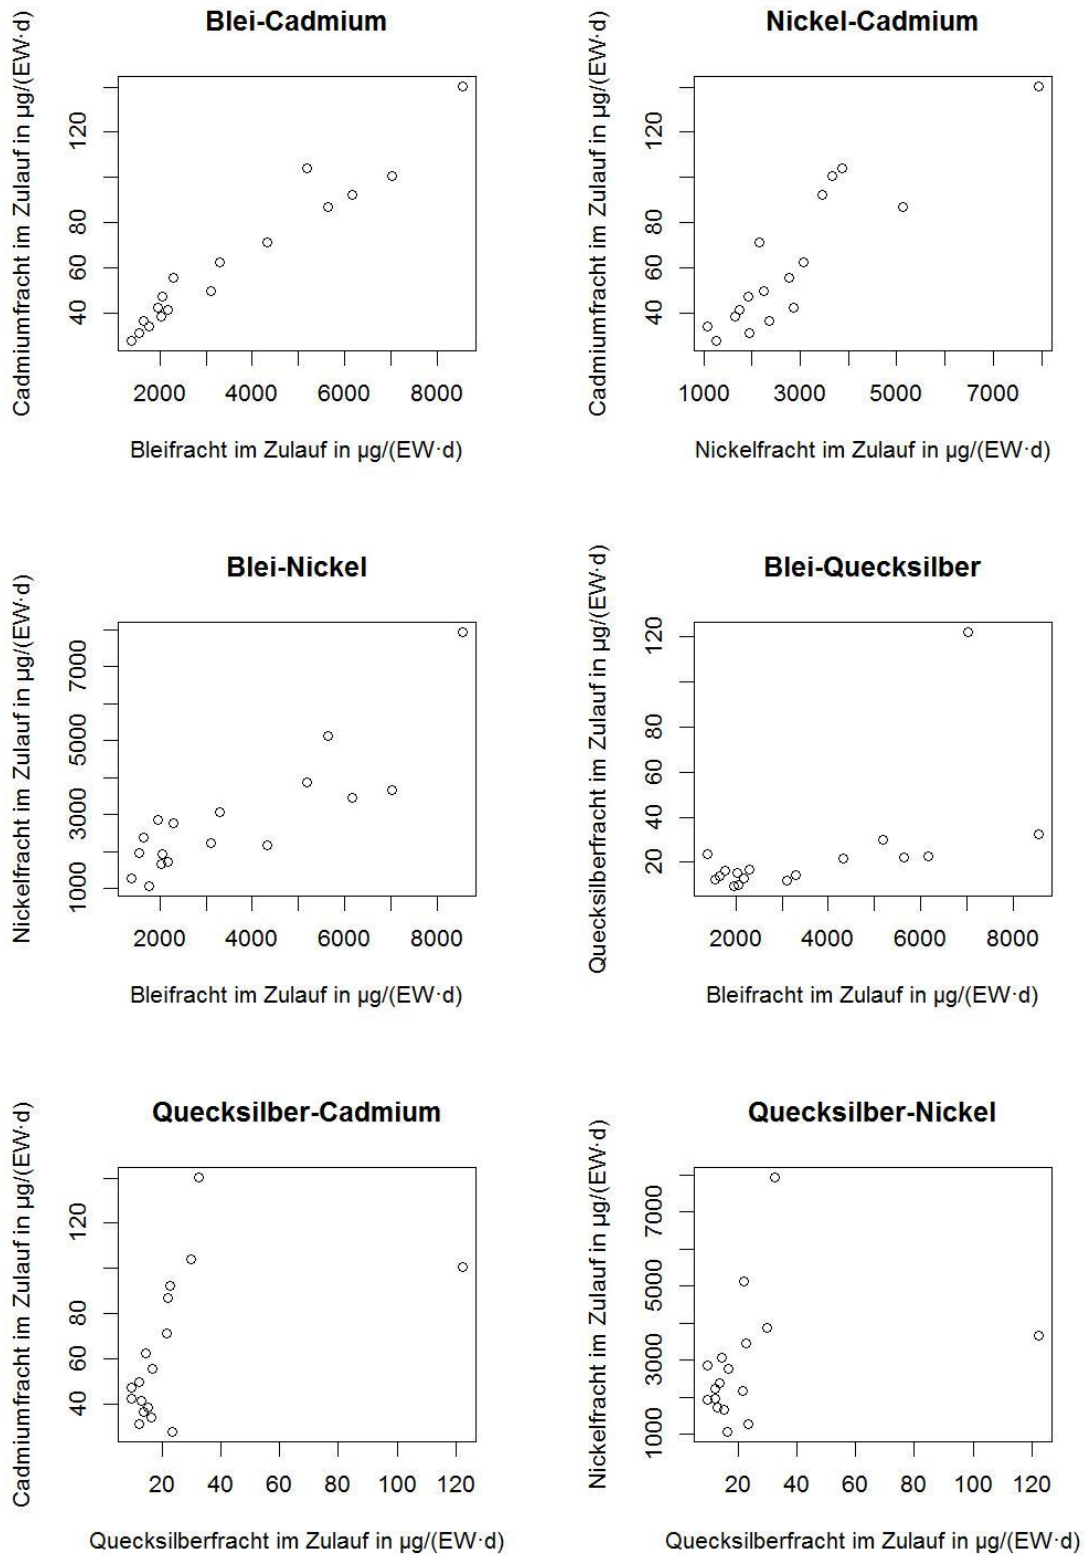 Blei-Cadmium
Cadmiumfracht im Zulauf in µg/(EW·d)
120
80
60
40
2000 4000 6000 8000
Bleifracht im Zulauf in µg/(EW·d)
Nickel-Cadmium
Cadmiumfracht im Zulauf in µg/(EW·d)
120
80
60
40
1000 3000 5000 7000
Nickelfracht im Zulauf in µg/(EW·d)
Blei-Nickel
Nickelfracht im Zulauf in µg/(EW·d)
7000
5000
3000
1000
2000 4000 6000 8000
Bleifracht im Zulauf in µg/(EW·d)
Blei-Quecksilber
Quecksilberfracht im Zulauf in µg/(EW·d)
120
80
60
40
20
2000 4000 6000 8000
Bleifracht im Zulauf in µg/(EW·d)
Quecksilber-Cadmium
Cadmiumfracht im Zulauf in µg/(EW·d)
120
80
60
40
20 40 60 80 100 120
Quecksilberfracht im Zulauf in µg/(EW·d)
Quecksilber-Nickel
Nickelfracht im Zulauf in µg/(EW·d)
7000
5000
3000
1000
20 40 60 80 100 120
Quecksilberfracht im Zulauf in µg/(EW·d)